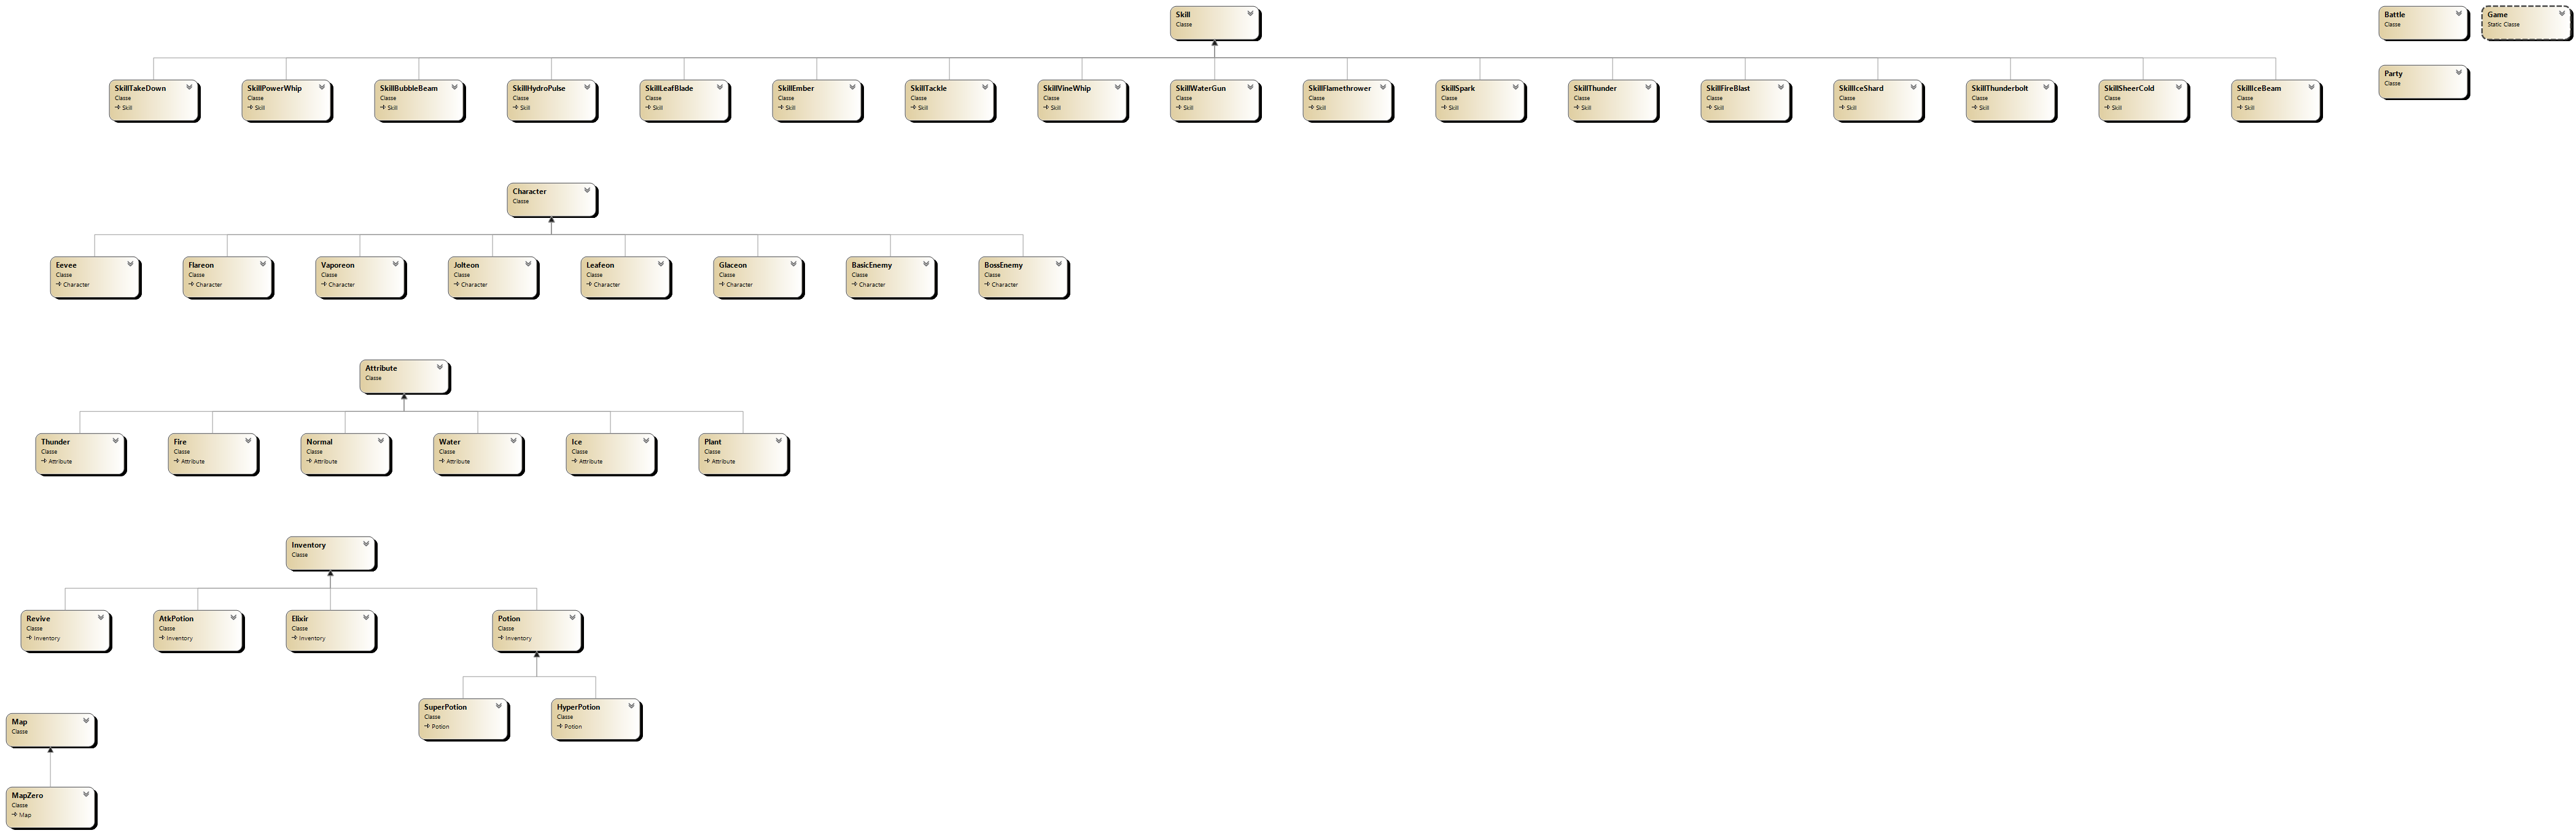 Skill
Classe
Battle
Classe
Game
Static Classe
Party
Classe
SkillTakeDown
Classe
Skill
SkillPowerWhip
Classe
Skill
SkillBubbleBeam
Classe
Skill
SkillHydroPulse
Classe
Skill
SkillLeafBlade
Classe
Skill
SkillEmber
Classe
Skill
SkillTackle
Classe
Skill
SkillVineWhip
Classe
Skill
SkillWaterGun
Classe
Skill
SkillFlamethrower
Classe
Skill
SkillSpark
Classe
Skill
SkillThunder
Classe
Skill
SkillFireBlast
Classe
Skill
SkillIceShard
Classe
Skill
SkillThunderbolt
Classe
Skill
SkillSheerCold
Classe
Skill
SkillIceBeam
Classe
Skill
Character
Classe
Eevee
Classe
Character
Flareon
Classe
Character
Vaporeon
Classe
Character
Jolteon
Classe
Character
Leafeon
Classe
Character
Glaceon
Classe
Character
BasicEnemy
Classe
Character
BossEnemy
Classe
Character
Attribute
Classe
Thunder
Classe
Attribute
Fire
Classe
Attribute
Normal
Classe
Attribute
Water
Classe
Attribute
Ice
Classe
Attribute
Plant
Classe
Attribute
Inventory
Classe
Revive
Classe
Inventory
AtkPotion
Classe
Inventory
Elixir
Classe
Inventory
Potion
Classe
Inventory
SuperPotion
Classe
Potion
HyperPotion
Classe
Potion
Map
Classe
MapZero
Classe
Map